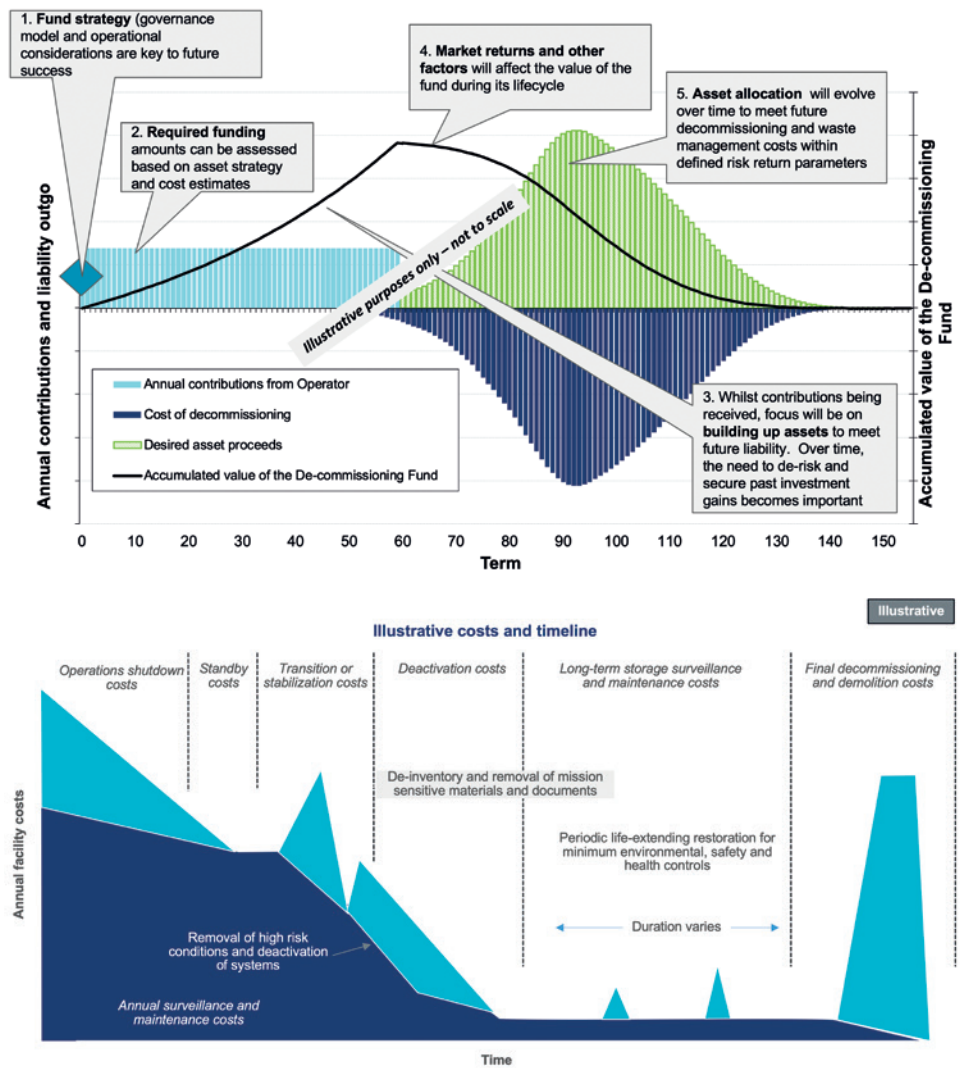 1. Fund strategy (governance
model and operational
considerations are key to future
success
2. Required funding
amounts can be assessed
based on asset strategy
and cost estimates
4. Market returns and other
factors will affect the value of the
fund during its lifecycle
5. Asset allocation will evolve
over time to meet future
decommissioning and waste
management costs within
defined risk return parameters
Annual contributions and liability outgo
Illustrative purposes only – not to scale
Accumulated value of the De-commissioning
Fund
Annual contributions from Operator
Cost of decommissioning
Desired asset proceeds
Accumulated value of the De-commissioning Fund
3. Whilst contributions being
received, focus will be on
building up assets to meet
future liability. Over time,
the need to de-risk and
secure past investment
gains becomes important
0 10 20 30 40 50 60 70 80 90 100 110 120 130 140 150
Term
Illustrative
Illustrative costs and timeline
Operations shutdown
costs
Standby
costs
Transition or
stabilization costs
Deactivation costs
Long-term storage surveillance
and maintenance costs
Final decommissioning
and demolition costs
De-inventory and removal of mission
sensitive materials and documents
Periodic life-extending restoration for
minimum environmental, safety and
health controls
Duration varies
Annual facility costs
Removal of high risk
conditions and deactivation
of systems
Annual surveillance and
maintenance costs
Time